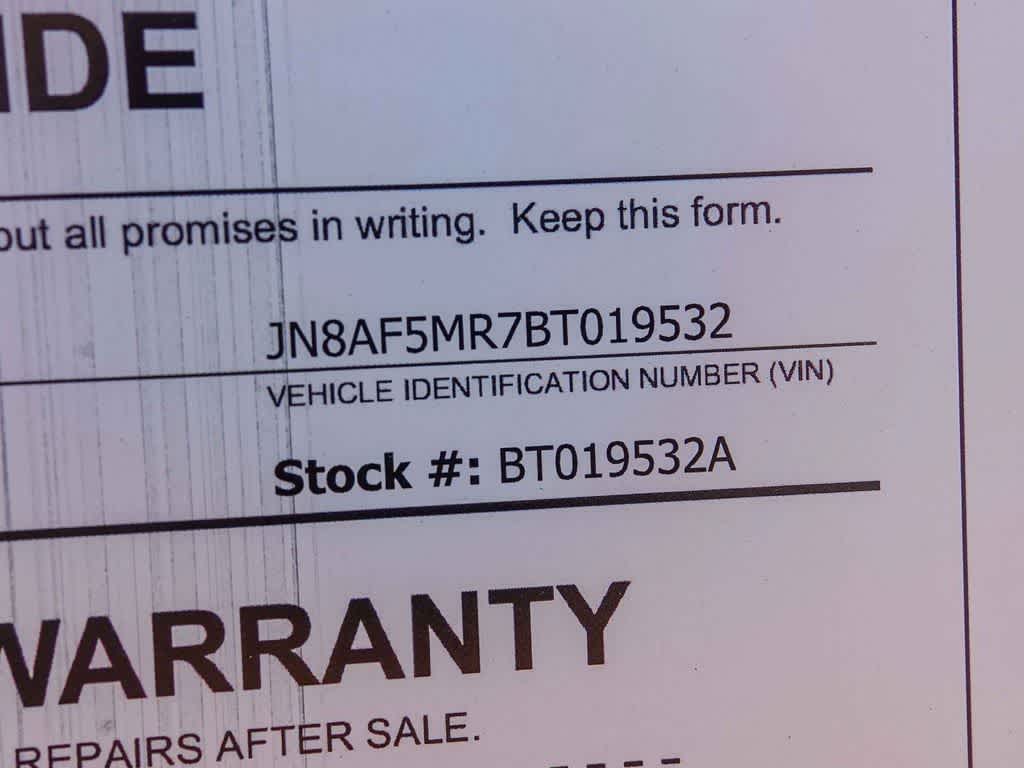 IDE
out all promises in writing. Keep this form.
JN8AF5MR7BT019532
VEHICLE IDENTIFICATION NUMBER (VIN)
Stock #: BT019532A
WARRANTY
REPAIRS AFTER SALE.